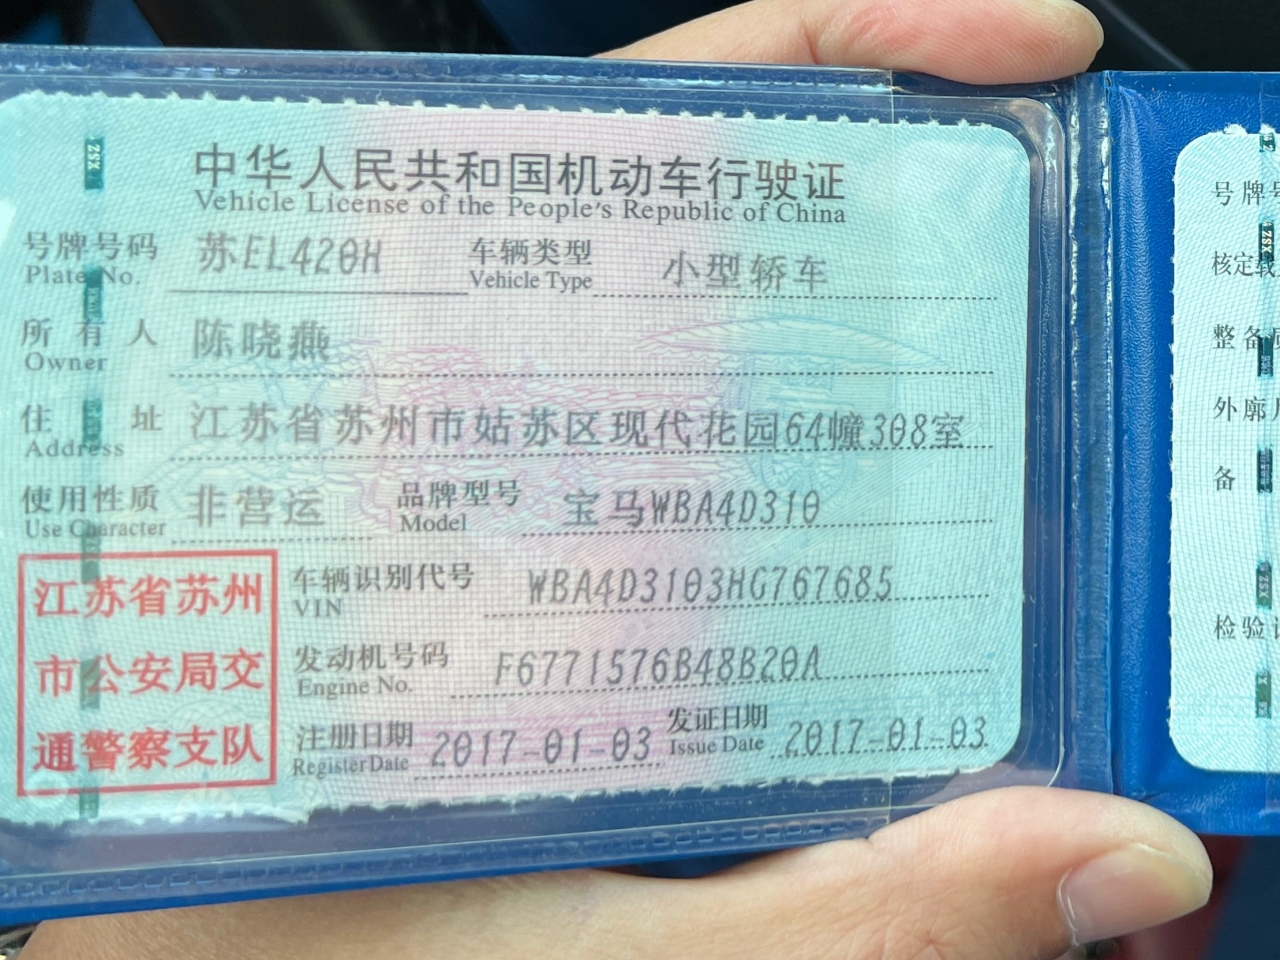 中华人民共和国机动车行驶证
Vehicle License of the People's Republic of China
号牌号码 苏EL420H 车辆类型 小型轿车
Plate No. Vehicle Type
所有人 陈晓燕
Owner
住址 江苏省苏州市姑苏区现代花园64幢308室
Address
使用性质 非营运 品牌型号 宝马WBA4D310
Use Character Model
车辆识别代号 WBA4D3103HG767685
VIN
发动机号码 F6771576B48B20A
Engine No.
注册日期 2017-01-03 发证日期 2017-01-03
Register Date Issue Date
江苏省苏州
市公安局交
通警察支队
号牌号
核定载
整备质
外廓
备
检验